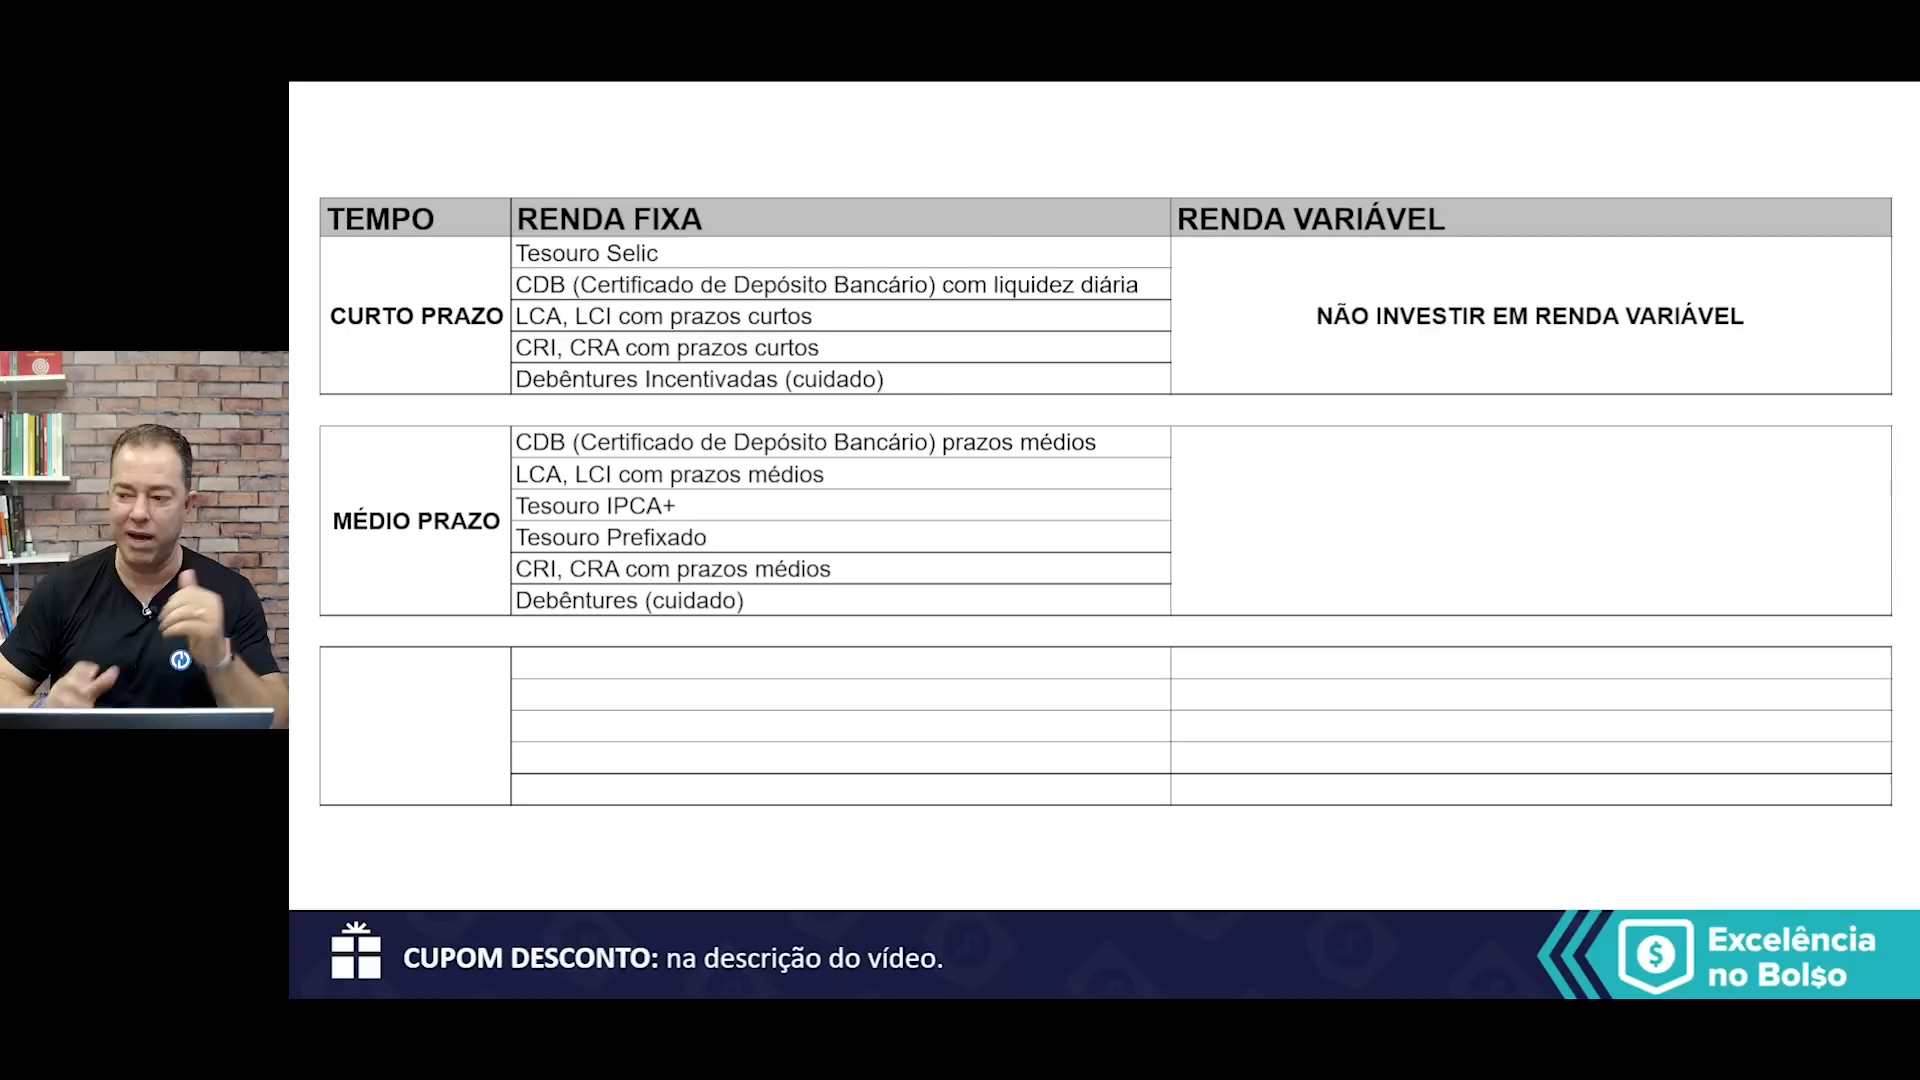 TEMPO RENDA FIXA RENDA VARIÁVEL
Tesouro Selic
CDB (Certificado de Depósito Bancário) com liquidez diária
CURTO PRAZO LCA, LCI com prazos curtos NÃO INVESTIR EM RENDA VARIÁVEL
CRI, CRA com prazos curtos
Debêntures Incentivadas (cuidado)
CDB (Certificado de Depósito Bancário) prazos médios
LCA, LCI com prazos médios
Tesouro IPCA+
MÉDIO PRAZO
Tesouro Prefixado
CRI, CRA com prazos médios
Debêntures (cuidado)
CUPOM DESCONTO: na descrição do vídeo.
Excelência
no Bol$o